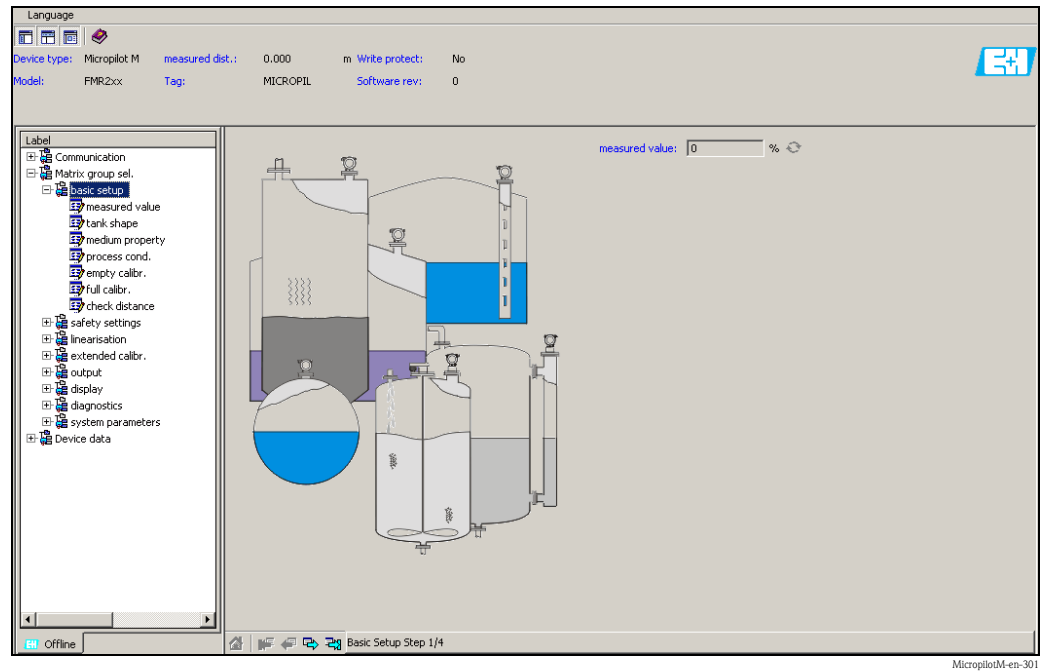 Language
Device type: Micropilot M measured dist.: 0.000 m Write protect: No
Model: FMR2xx Tag: MICROPIL Software rev: 0
E+H
Label
Communication
Matrix group sel.
basic setup
measured value
tank shape
medium property
process cond.
empty calibr.
full calibr.
check distance
safety settings
linearisation
extended calibr.
output
display
diagnostics
system parameters
Device data
measured value: 0 %
Offline
Basic Setup Step 1/4
MicropilotM-en-301